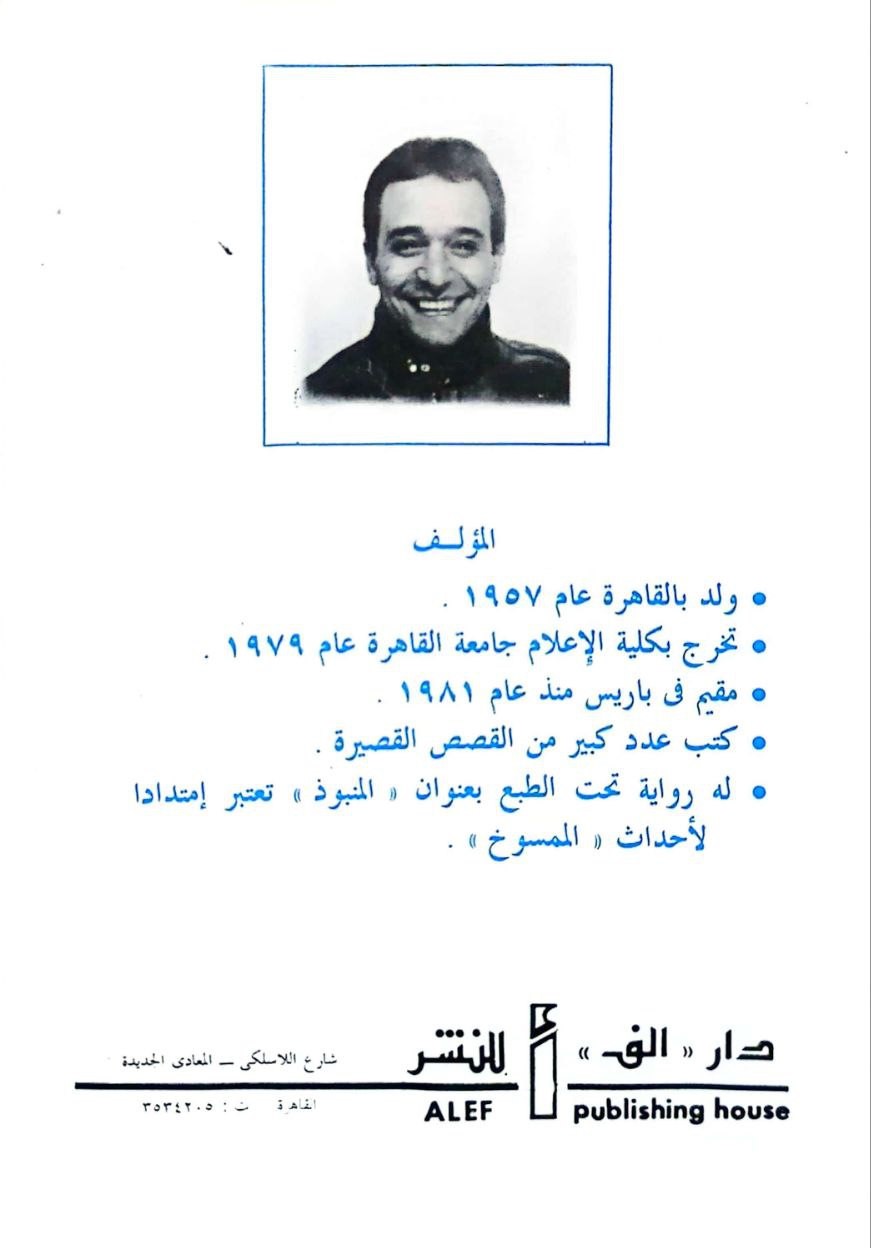 المؤلـف
• ولد بالقاهرة عام ١٩٥٧ .
• تخرج بكلية الإعلام جامعة القاهرة عام ١٩٧٩ .
• مقيم فى باريس منذ عام ١٩٨١ .
• كتب عدد كبير من القصص القصيرة .
• له رواية تحت الطبع بعنوان « المنبوذ » تعتبر إمتدادا
لأحداث « الممسوخ » .
دار « الف » أ للنشر
شارع اللاسلكى ــ المعادى الجديدة
publishing house ALEF
القاهرة ت : ٣٥٣٤٢٠٥